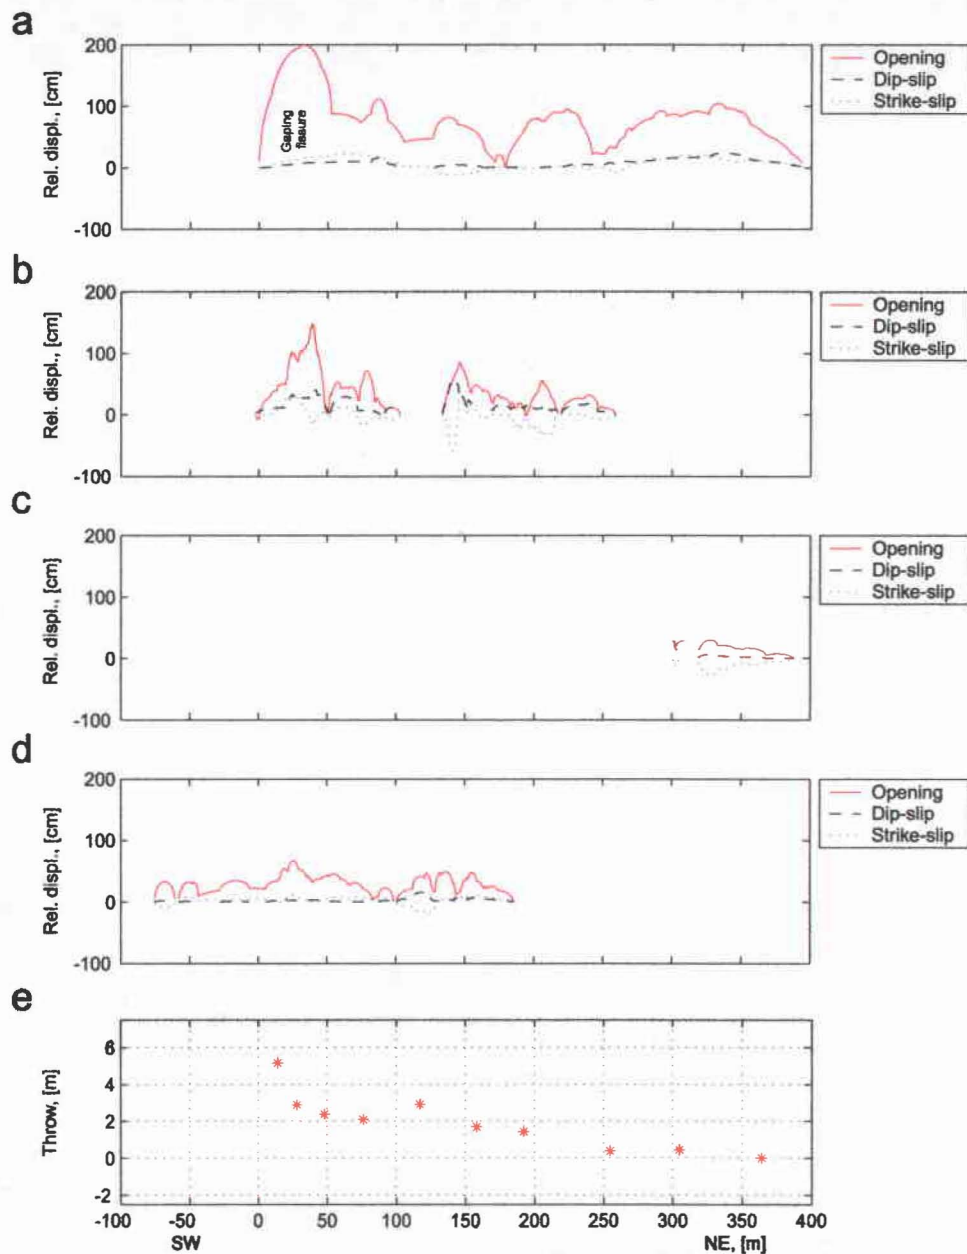 a
200
100
0
-100
Rel. displ., [cm]
Gaping
fissure
Opening
Dip-slip
Strike-slip
b
200
100
0
-100
Rel. displ., [cm]
Opening
Dip-slip
Strike-slip
c
200
100
0
-100
Rel. displ., [cm]
Opening
Dip-slip
Strike-slip
d
200
100
0
-100
Rel. displ., [cm]
Opening
Dip-slip
Strike-slip
e
6
4
2
0
-2
Throw, [m]
-100 -50 0 50 100 150 200 250 300 350 400
SW NE, [m]